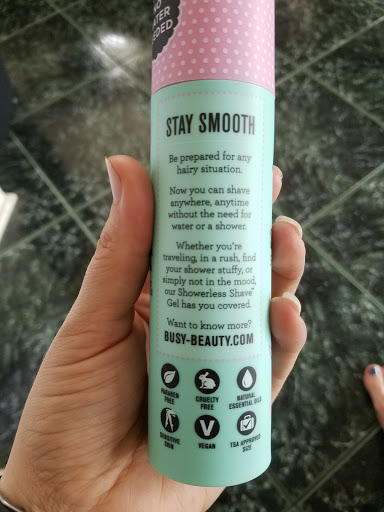 NO
WATER
NEEDED
STAY SMOOTH
Be prepared for any
hairy situation.
Now you can shave
anywhere, anytime
without the need for
water or a shower.
Whether you're
traveling, in a rush, find
your shower stuffy, or
simply not in the mood,
our Showerless Shave
Gel has you covered.
Want to know more?
BUSY-BEAUTY.COM
PARABEN FREE
CRUELTY FREE
NATURAL ESSENTIAL OILS
SENSITIVE SKIN
V
VEGAN
TSA APPROVED SIZE